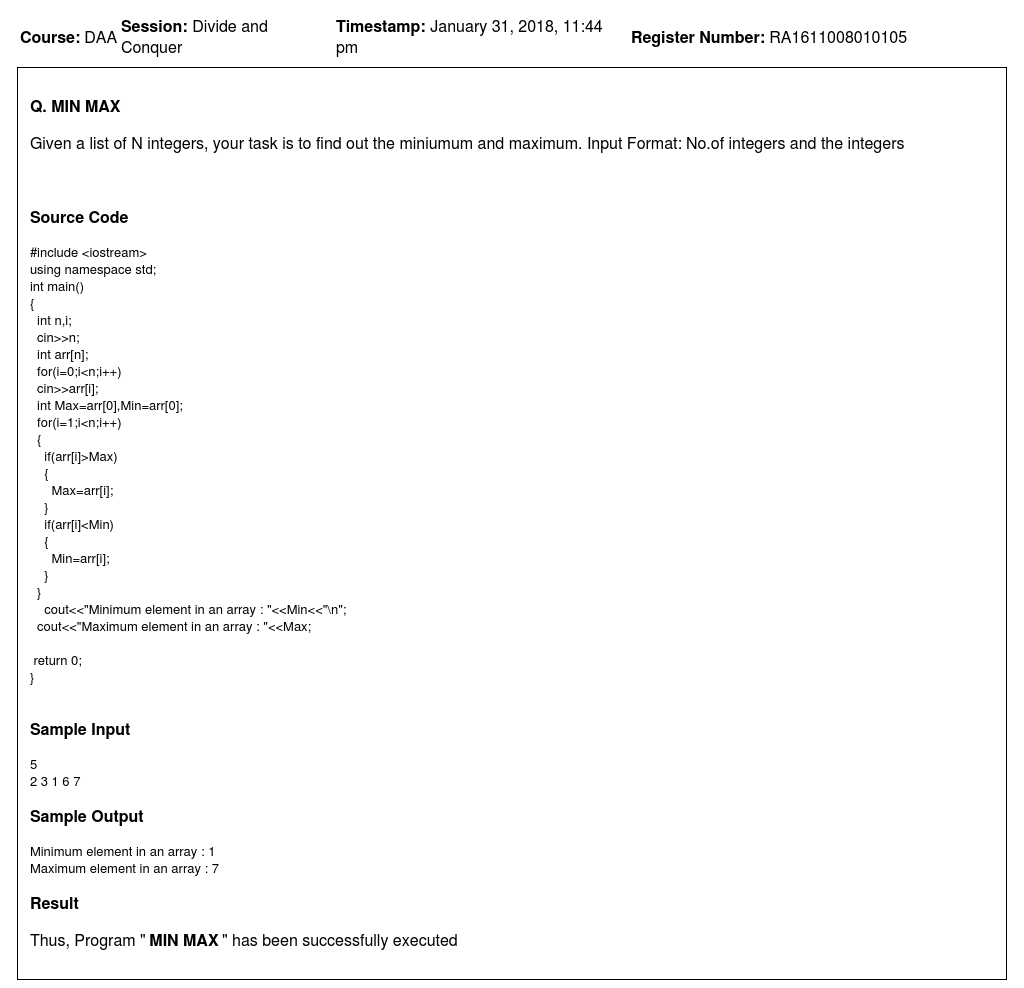 Course: DAA Session: Divide and Conquer Timestamp: January 31, 2018, 11:44 pm Register Number: RA1611008010105
Q. MIN MAX
Given a list of N integers, your task is to find out the miniumum and maximum. Input Format: No.of integers and the integers
Source Code
#include <iostream>
using namespace std;
int main()
{
  int n,i;
  cin>>n;
  int arr[n];
  for(i=0;i<n;i++)
  cin>>arr[i];
  int Max=arr[0],Min=arr[0];
  for(i=1;i<n;i++)
  {
    if(arr[i]>Max)
    {
      Max=arr[i];
    }
    if(arr[i]<Min)
    {
      Min=arr[i];
    }
  }
    cout<<"Minimum element in an array : "<<Min<<"\n";
  cout<<"Maximum element in an array : "<<Max;
 return 0;
}
Sample Input
5
2 3 1 6 7
Sample Output
Minimum element in an array : 1
Maximum element in an array : 7
Result
Thus, Program " MIN MAX " has been successfully executed